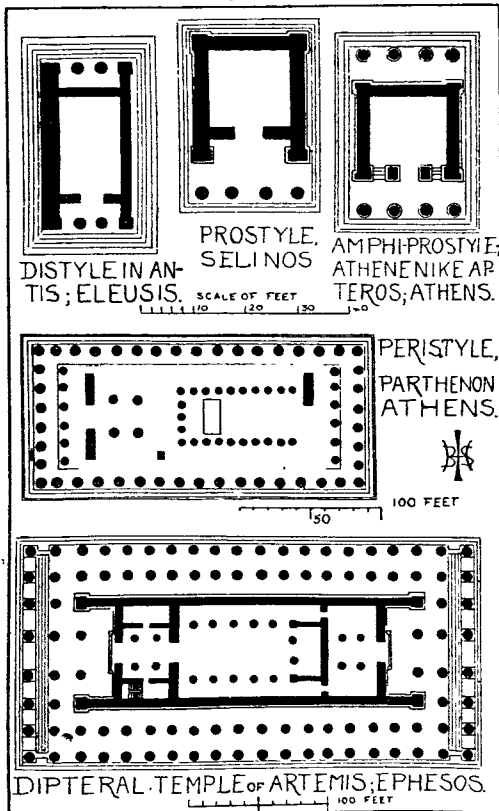 DISTYLE IN AN-
TIS; ELEUSIS.
PROSTYLE,
SELINOS
AMPHI-PROSTYLE;
ATHENE NIKE AP-
TEROS; ATHENS.
SCALE OF FEET
10 20 30 40
PERISTYLE,
PARTHENON
ATHENS.
50 100 FEET
DIPTERAL·TEMPLE OF ARTEMIS; EPHESOS.
100 FEET